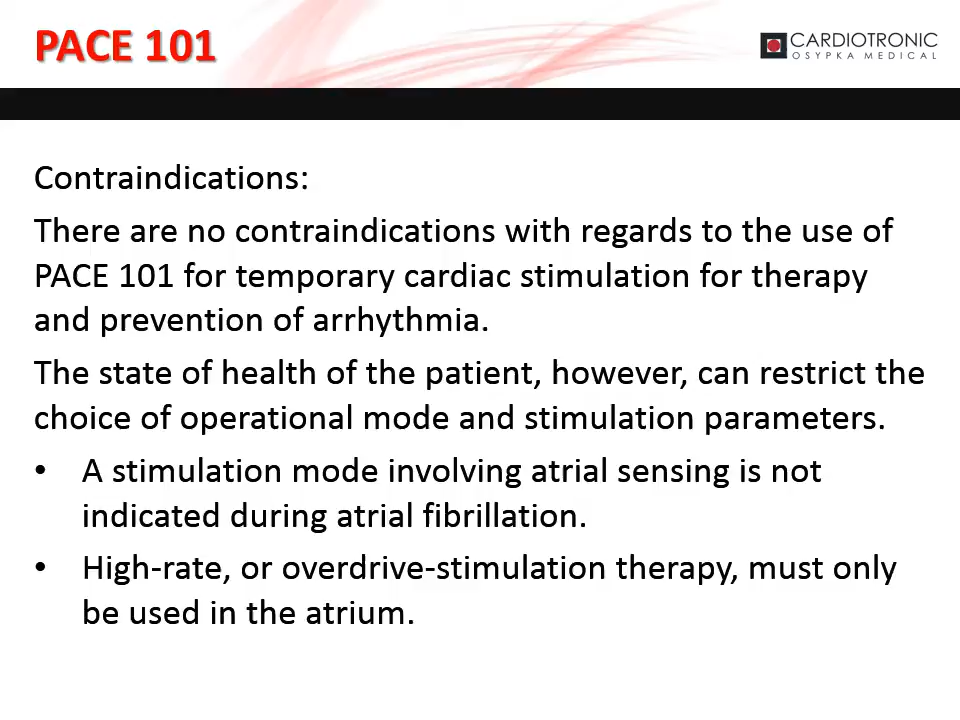 PACE 101
CARDIOTRONIC
OSYPKA MEDICAL
Contraindications:
There are no contraindications with regards to the use of
PACE 101 for temporary cardiac stimulation for therapy
and prevention of arrhythmia.
The state of health of the patient, however, can restrict the
choice of operational mode and stimulation parameters.
• A stimulation mode involving atrial sensing is not
indicated during atrial fibrillation.
• High-rate, or overdrive-stimulation therapy, must only
be used in the atrium.